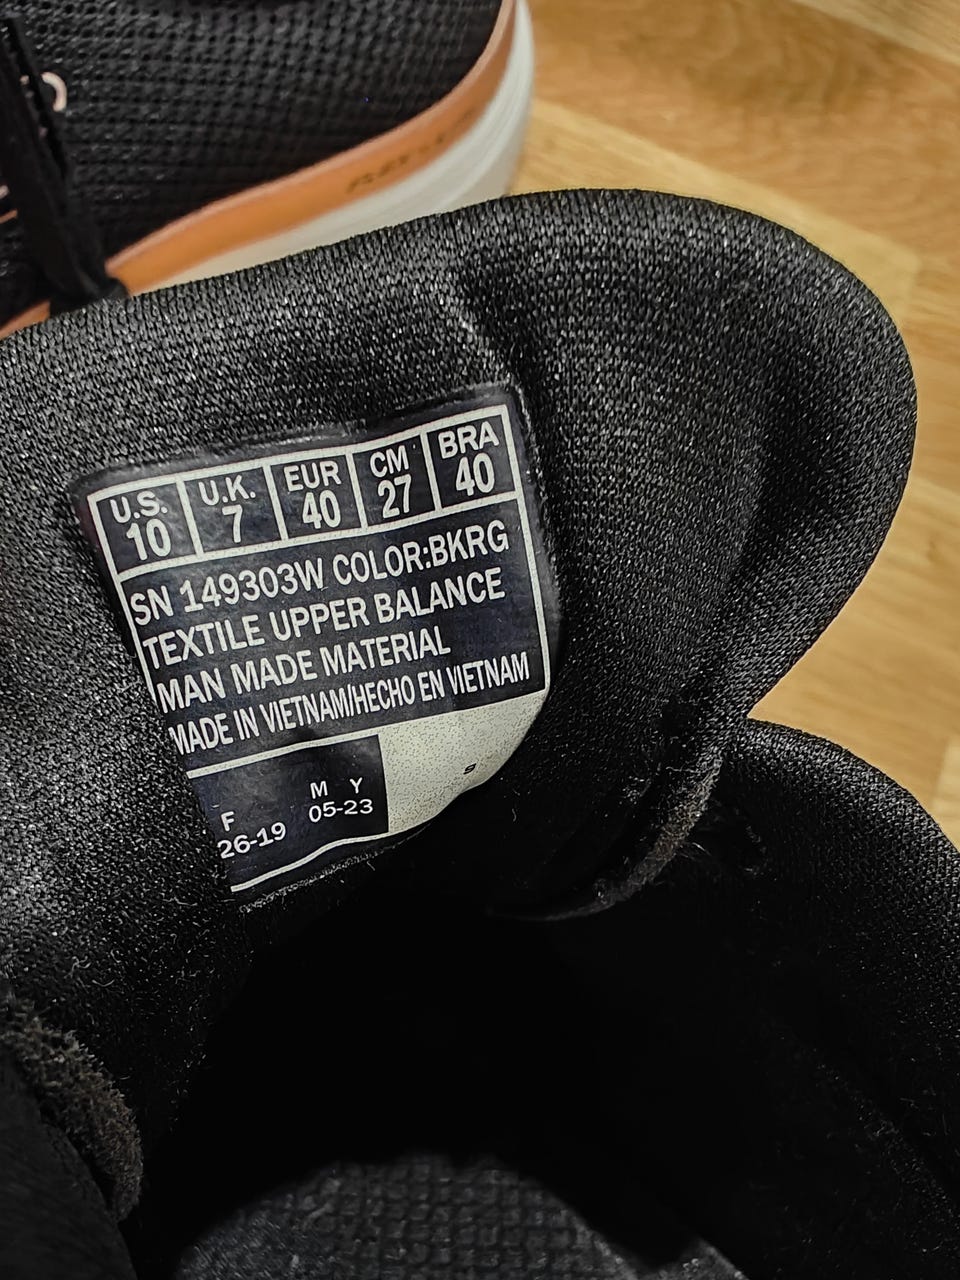 U.S. U.K. EUR CM BRA
10 7 40 27 40
SN 149303W COLOR:BKRG
TEXTILE UPPER BALANCE
MAN MADE MATERIAL
MADE IN VIETNAM/HECHO EN VIETNAM
F M Y
26-19 05-23
9